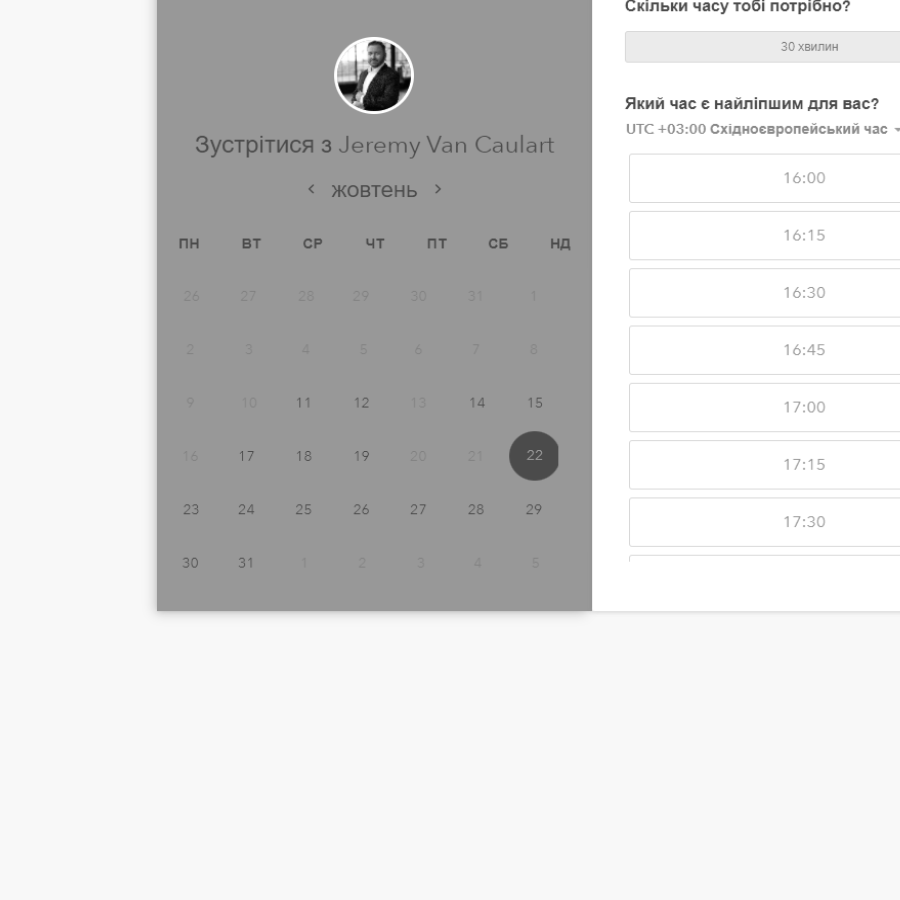 Зустрітися з Jeremy Van Caulart
жовтень
ПН ВТ СР ЧТ ПТ СБ НД
26 27 28 29 30 31 1
2 3 4 5 6 7 8
9 10 11 12 13 14 15
16 17 18 19 20 21 22
23 24 25 26 27 28 29
30 31 1 2 3 4 5
Скільки часу тобі потрібно?
30 хвилин
Який час є найліпшим для вас?
UTC +03:00 Східноєвропейський час
16:00
16:15
16:30
16:45
17:00
17:15
17:30